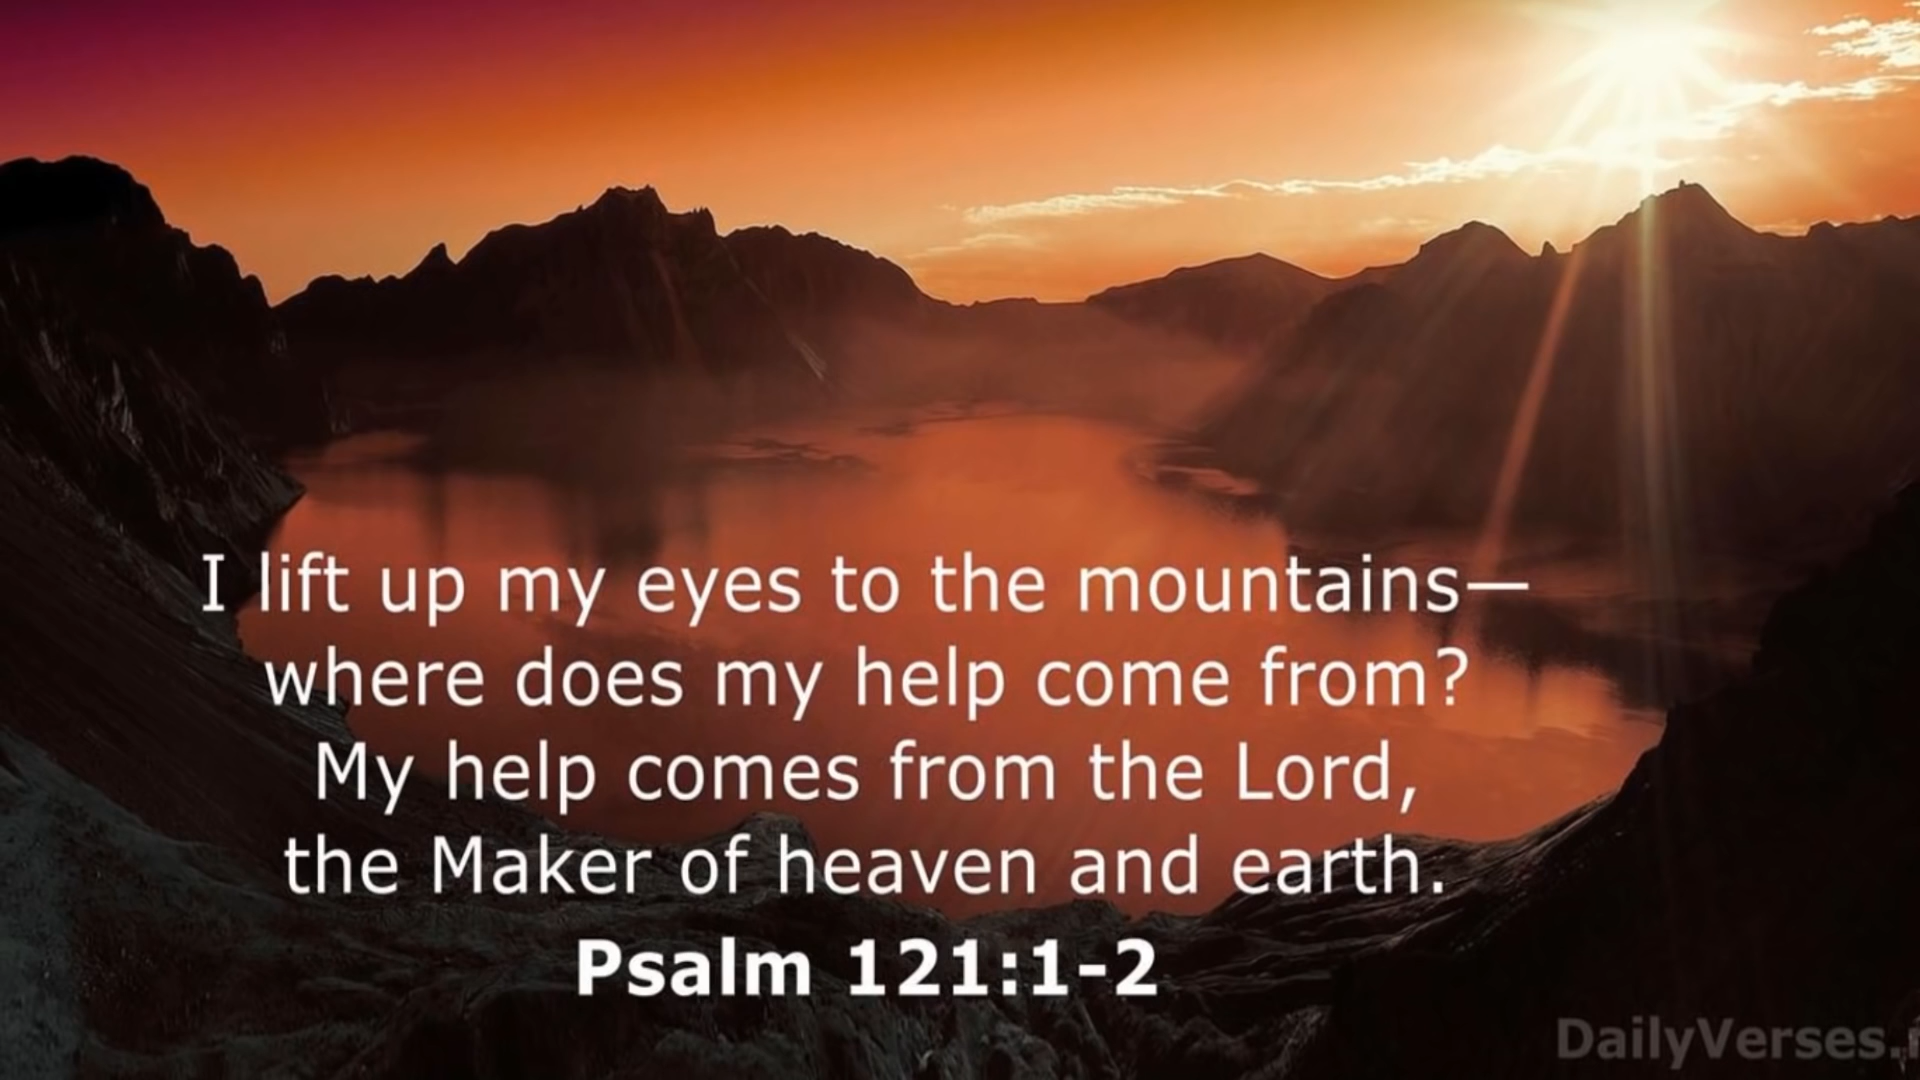 I lift up my eyes to the mountains—
where does my help come from?
My help comes from the Lord,
the Maker of heaven and earth.
Psalm 121:1-2
DailyVerses.